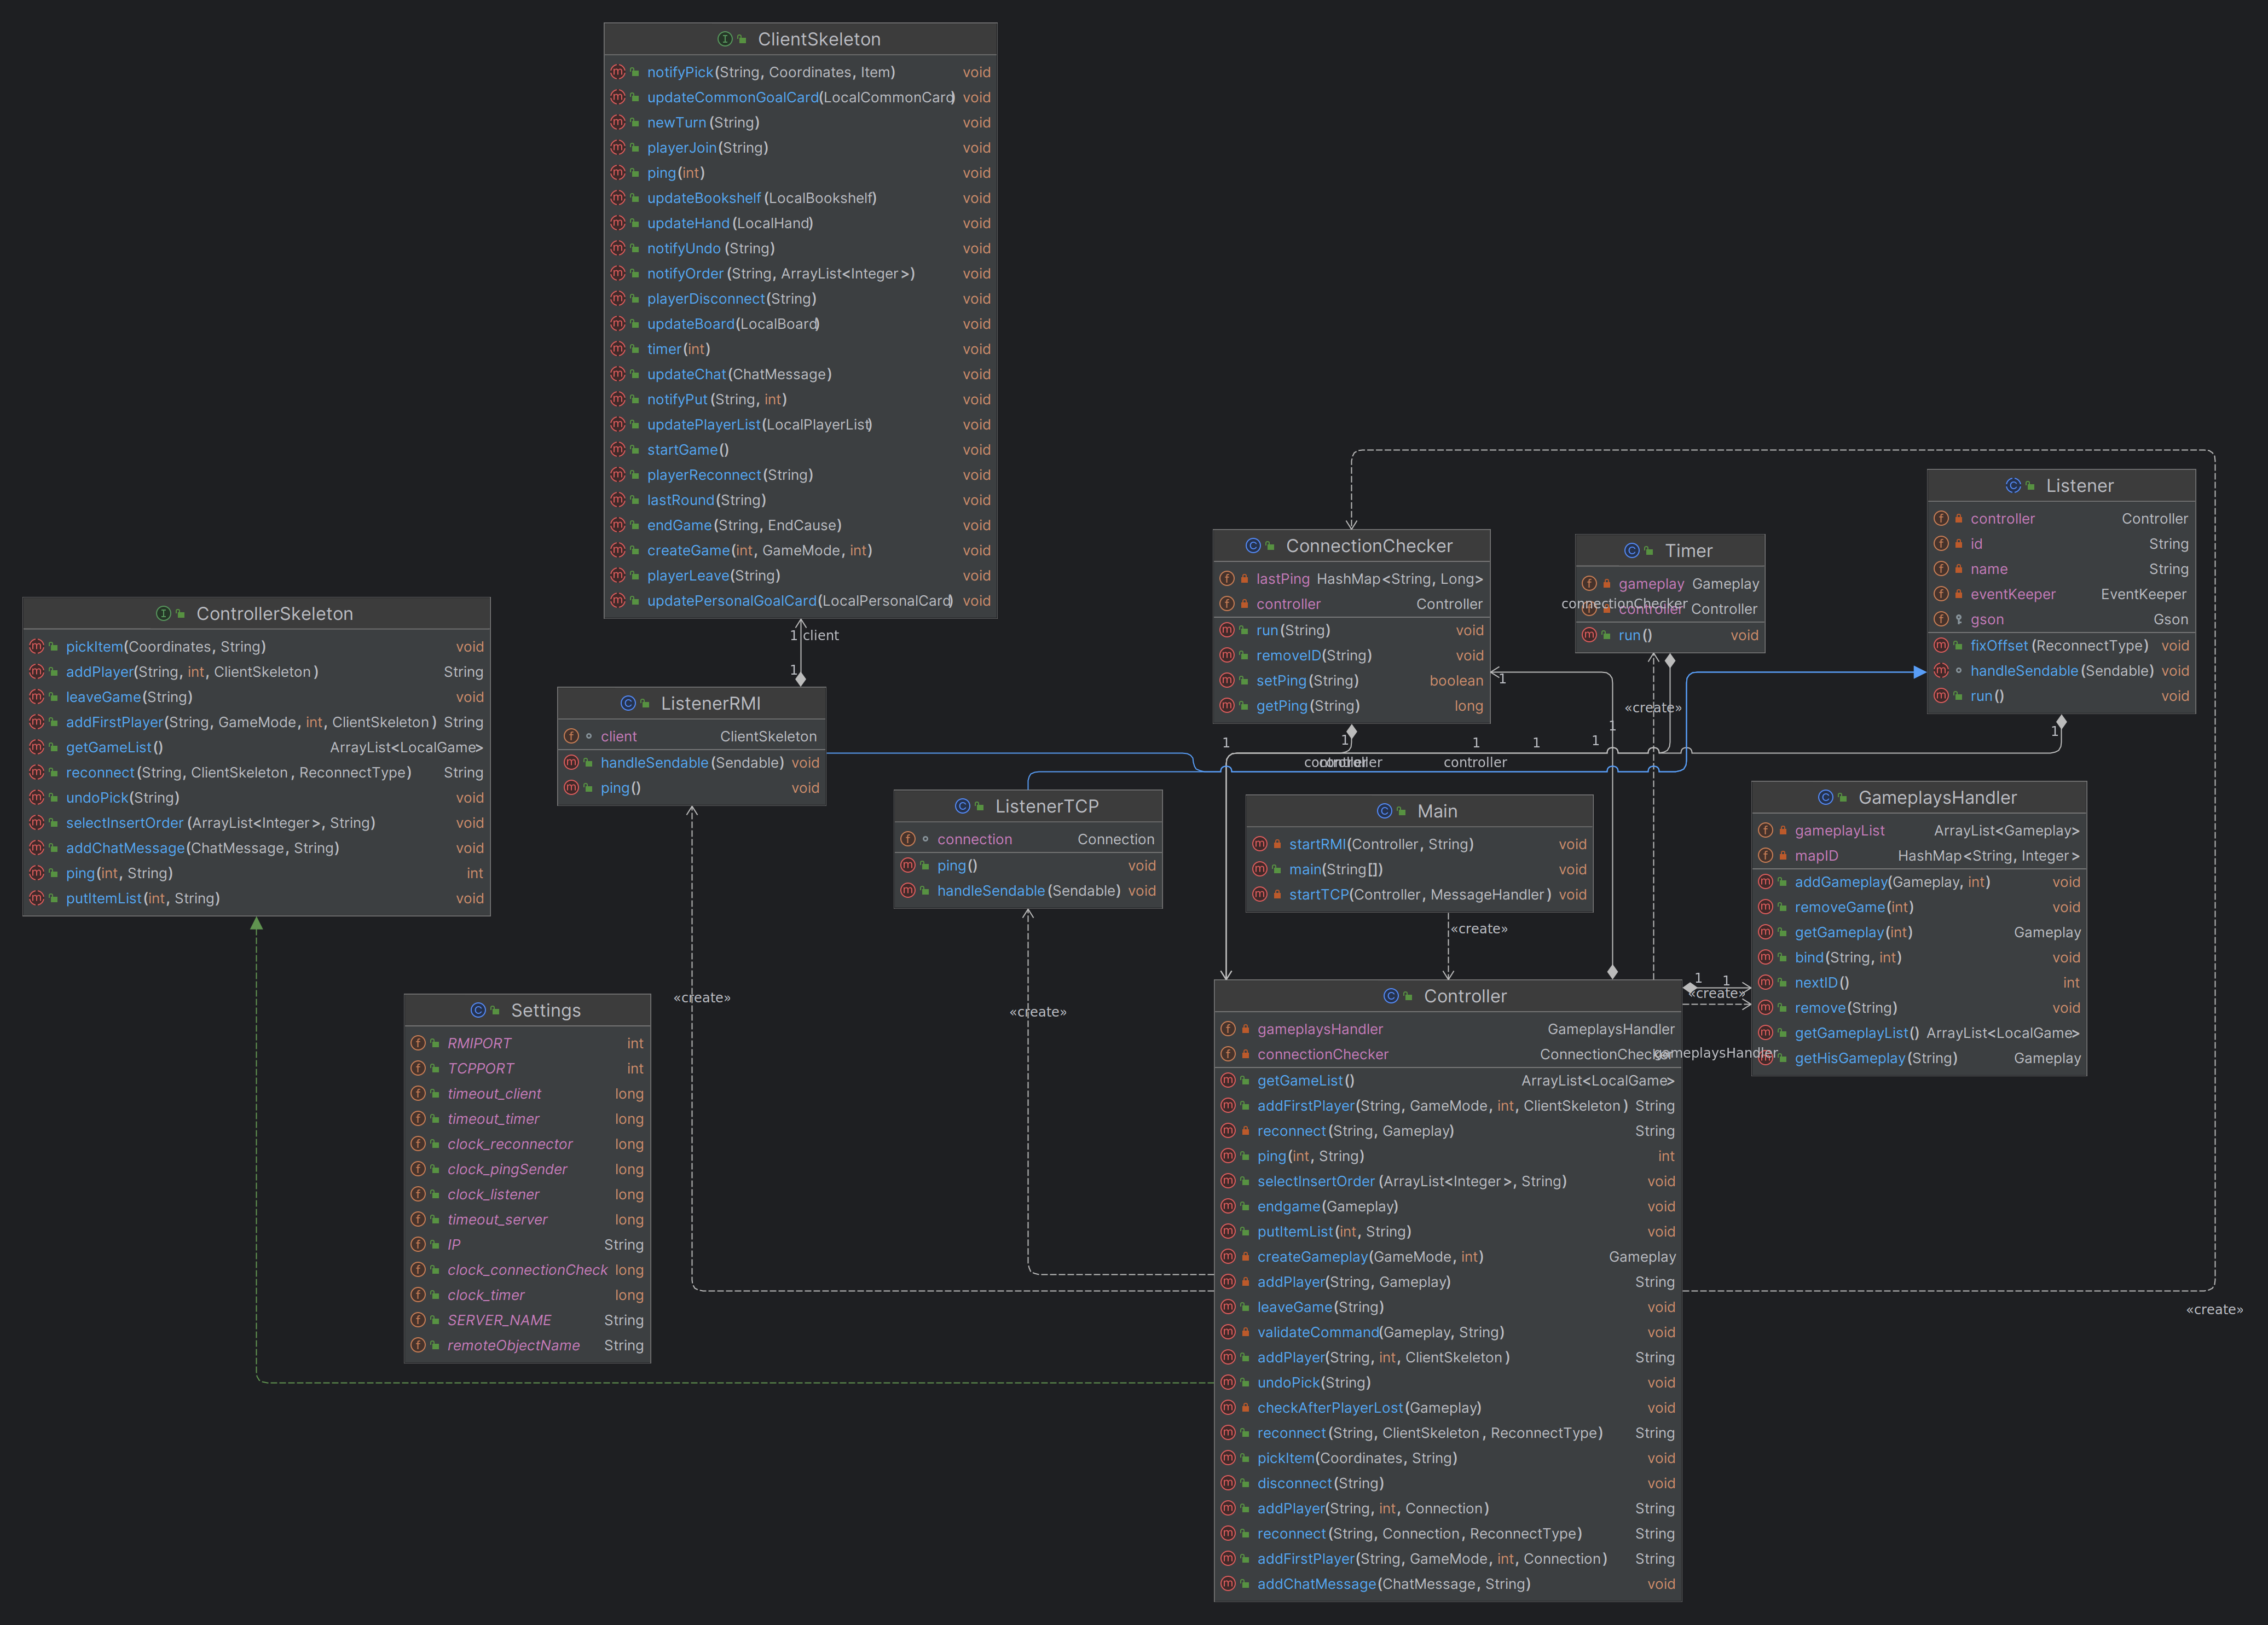 ClientSkeleton
notifyPick(String, Coordinates, Item) void
updateCommonGoalCard(LocalCommonCard) void
newTurn(String) void
playerJoin(String) void
ping(int) void
updateBookshelf(LocalBookshelf) void
updateHand(LocalHand) void
notifyUndo(String) void
notifyOrder(String, ArrayList<Integer>) void
playerDisconnect(String) void
updateBoard(LocalBoard) void
timer(int) void
updateChat(ChatMessage) void
notifyPut(String, int) void
updatePlayerList(LocalPlayerList) void
startGame() void
playerReconnect(String) void
lastRound(String) void
endGame(String, EndCause) void
createGame(int, GameMode, int) void
playerLeave(String) void
updatePersonalGoalCard(LocalPersonalCard) void
1 client
1
ControllerSkeleton
pickItem(Coordinates, String) void
addPlayer(String, int, ClientSkeleton) String
leaveGame(String) void
addFirstPlayer(String, GameMode, int, ClientSkeleton) String
getGameList() ArrayList<LocalGame>
reconnect(String, ClientSkeleton, ReconnectType) String
undoPick(String) void
selectInsertOrder(ArrayList<Integer>, String) void
addChatMessage(ChatMessage, String) void
ping(int, String) int
putItemList(int, String) void
ListenerRMI
client ClientSkeleton
handleSendable(Sendable) void
ping() void
ListenerTCP
connection Connection
ping() void
handleSendable(Sendable) void
ConnectionChecker
lastPing HashMap<String, Long>
controller Controller
run(String) void
removeID(String) void
setPing(String) boolean
getPing(String) long
Timer
gameplay Gameplay
controller Controller
connectionChecker
run() void
Listener
controller Controller
id String
name String
eventKeeper EventKeeper
gson Gson
fixOffset(ReconnectType) void
handleSendable(Sendable) void
run() void
1
«create»
1
1
1
1
1
1
1
1
controller
controller
controller
Main
startRMI(Controller, String) void
main(String[]) void
startTCP(Controller, MessageHandler) void
«create»
GameplaysHandler
gameplayList ArrayList<Gameplay>
mapID HashMap<String, Integer>
addGameplay(Gameplay, int) void
removeGame(int) void
getGameplay(int) Gameplay
bind(String, int) void
nextID() int
remove(String) void
getGameplayList() ArrayList<LocalGame>
getHisGameplay(String) Gameplay
1
1
«create»
gameplaysHandler
«create»
«create»
«create»
Settings
RMIPORT int
TCPPORT int
timeout_client long
timeout_timer long
clock_reconnector long
clock_pingSender long
clock_listener long
timeout_server long
IP String
clock_connectionCheck long
clock_timer long
SERVER_NAME String
remoteObjectName String
Controller
gameplaysHandler GameplaysHandler
connectionChecker ConnectionChecker
getGameList() ArrayList<LocalGame>
addFirstPlayer(String, GameMode, int, ClientSkeleton) String
reconnect(String, Gameplay) String
ping(int, String) int
selectInsertOrder(ArrayList<Integer>, String) void
endgame(Gameplay) void
putItemList(int, String) void
createGameplay(GameMode, int) Gameplay
addPlayer(String, Gameplay) String
leaveGame(String) void
validateCommand(Gameplay, String) void
addPlayer(String, int, ClientSkeleton) String
undoPick(String) void
checkAfterPlayerLost(Gameplay) void
reconnect(String, ClientSkeleton, ReconnectType) String
pickItem(Coordinates, String) void
disconnect(String) void
addPlayer(String, int, Connection) String
reconnect(String, Connection, ReconnectType) String
addFirstPlayer(String, GameMode, int, Connection) String
addChatMessage(ChatMessage, String) void